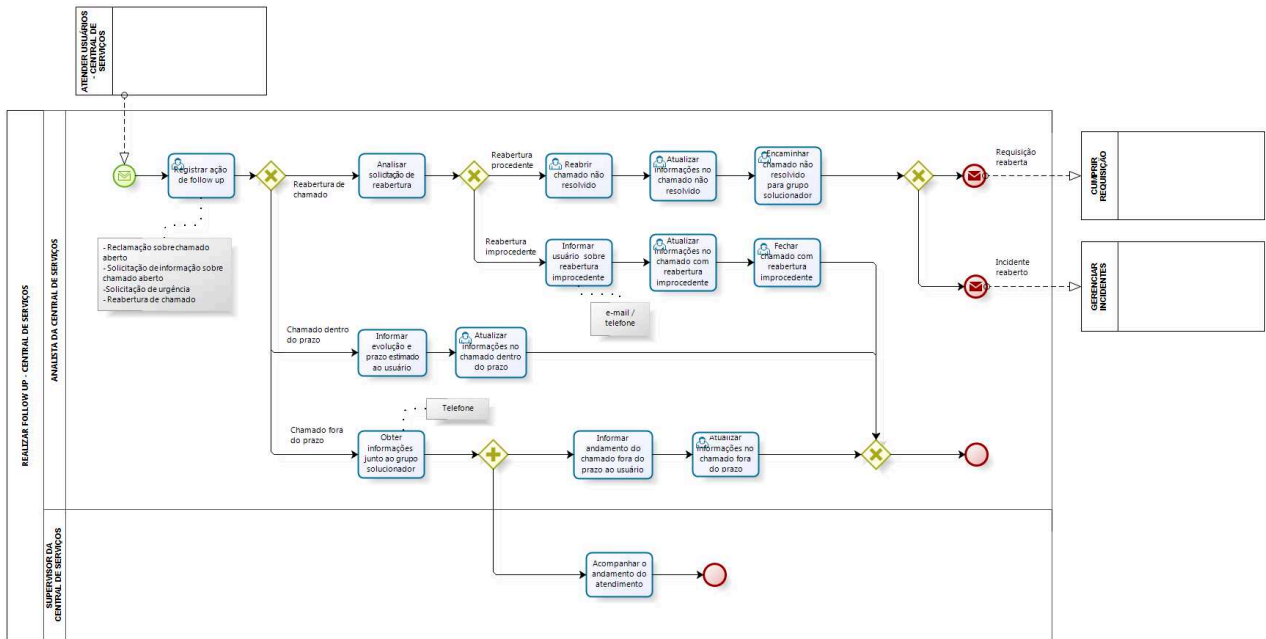 ATENDER USUÁRIOS
- CENTRAL DE
SERVIÇOS
REALIZAR FOLLOW UP - CENTRAL DE SERVIÇOS
ANALISTA DA CENTRAL DE SERVIÇOS
Registrar ação
de follow up
- Reclamação sobre chamado
aberto
- Solicitação de informação sobre
chamado aberto
-Solicitação de urgência
- Reabertura de chamado
Reabertura de
chamado
Analisar
solicitação de
reabertura
Reabertura
procedente
Reabrir
chamado não
resolvido
Atualizar
informações no
chamado não
resolvido
Encaminhar
chamado não
resolvido
para grupo
solucionador
Requisição
reaberta
CUMPRIR
REQUISIÇÃO
Reabertura
improcedente
Informar
usuário sobre
reabertura
improcedente
Atualizar
informações no
chamado com
reabertura
improcedente
Fechar
chamado com
reabertura
improcedente
Incidente
reaberto
GERENCIAR
INCIDENTES
e-mail /
telefone
Chamado dentro
do prazo
Informar
evolução e
prazo estimado
ao usuário
Atualizar
informações no
chamado dentro
do prazo
Telefone
Chamado fora
do prazo
Obter
informações
junto ao grupo
solucionador
Informar
andamento do
chamado fora do
prazo ao usuário
Atualizar
informações no
chamado fora
do prazo
SUPERVISOR DA
CENTRAL DE SERVIÇOS
Acompanhar o
andamento do
atendimento